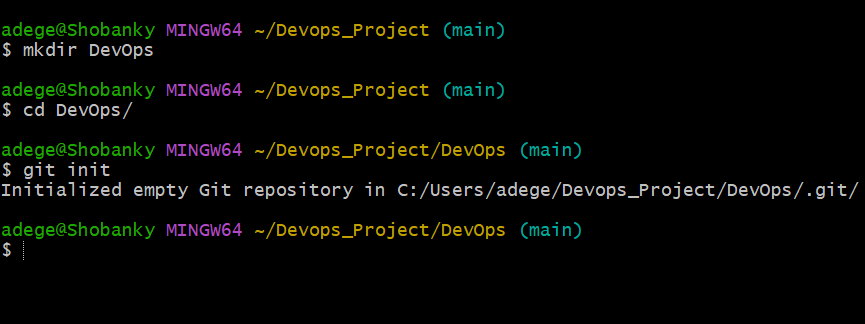 adege@Shobanky MINGW64 ~/Devops_Project (main)
$ mkdir DevOps
adege@Shobanky MINGW64 ~/Devops_Project (main)
$ cd DevOps/
adege@Shobanky MINGW64 ~/Devops_Project/DevOps (main)
$ git init
Initialized empty Git repository in C:/Users/adege/Devops_Project/DevOps/.git/
adege@Shobanky MINGW64 ~/Devops_Project/DevOps (main)
$